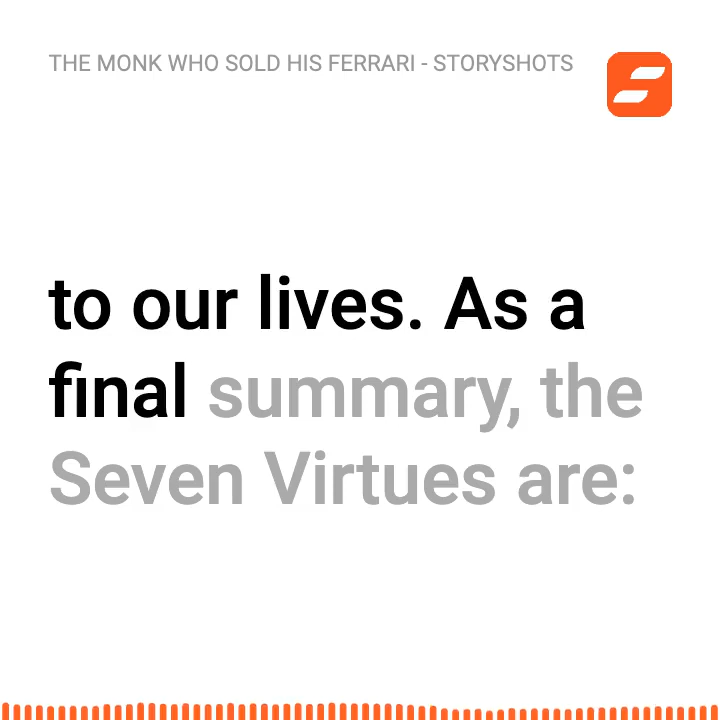 THE MONK WHO SOLD HIS FERRARI - STORYSHOTS
to our lives. As a
final summary, the
Seven Virtues are: